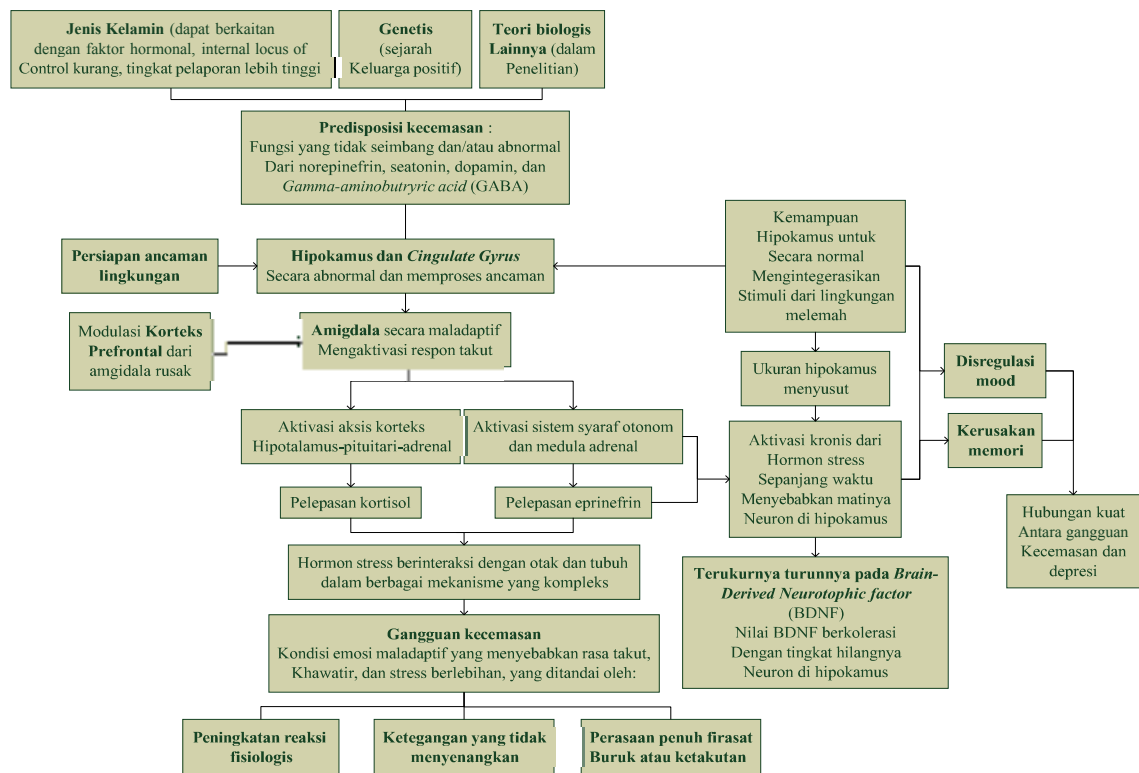 Jenis Kelamin (dapat berkaitan
dengan faktor hormonal, internal locus of
Control kurang, tingkat pelaporan lebih tinggi
Genetis
(sejarah
Keluarga positif)
Teori biologis
Lainnya (dalam
Penelitian)
Predisposisi kecemasan :
Fungsi yang tidak seimbang dan/atau abnormal
Dari norepinefrin, seatonin, dopamin, dan
Gamma-aminobutryric acid (GABA)
Persiapan ancaman
lingkungan
Hipokamus dan Cingulate Gyrus
Secara abnormal dan memproses ancaman
Kemampuan
Hipokamus untuk
Secara normal
Mengintegerasikan
Stimuli dari lingkungan
melemah
Modulasi Korteks
Prefrontal dari
amgidala rusak
Amigdala secara maladaptif
Mengaktivasi respon takut
Ukuran hipokamus
menyusut
Disregulasi
mood
Aktivasi aksis korteks
Hipotalamus-pituitari-adrenal
Aktivasi sistem syaraf otonom
dan medula adrenal
Aktivasi kronis dari
Hormon stress
Sepanjang waktu
Menyebabkan matinya
Neuron di hipokamus
Kerusakan
memori
Pelepasan kortisol
Pelepasan eprinefrin
Hubungan kuat
Antara gangguan
Kecemasan dan
depresi
Hormon stress berinteraksi dengan otak dan tubuh
dalam berbagai mekanisme yang kompleks
Terukurnya turunnya pada Brain-
Derived Neurotophic factor
(BDNF)
Nilai BDNF berkolerasi
Dengan tingkat hilangnya
Neuron di hipokamus
Gangguan kecemasan
Kondisi emosi maladaptif yang menyebabkan rasa takut,
Khawatir, dan stress berlebihan, yang ditandai oleh:
Peningkatan reaksi
fisiologis
Ketegangan yang tidak
menyenangkan
Perasaan penuh firasat
Buruk atau ketakutan